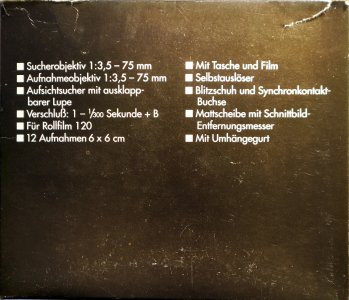 Sucherobjektiv 1:3,5 – 75 mm
Aufnahmeobjektiv 1:3,5 – 75 mm
Aufsichtsucher mit ausklapp-
barer Lupe
Verschluß: 1 – 1/300 Sekunde + B
Für Rollfilm 120
12 Aufnahmen 6 x 6 cm
Mit Tasche und Film
Selbstauslöser
Blitzschuh und Synchronkontakt-
Buchse
Mattscheibe mit Schnittbild-
Entfernungsmesser
Mit Umhängegurt